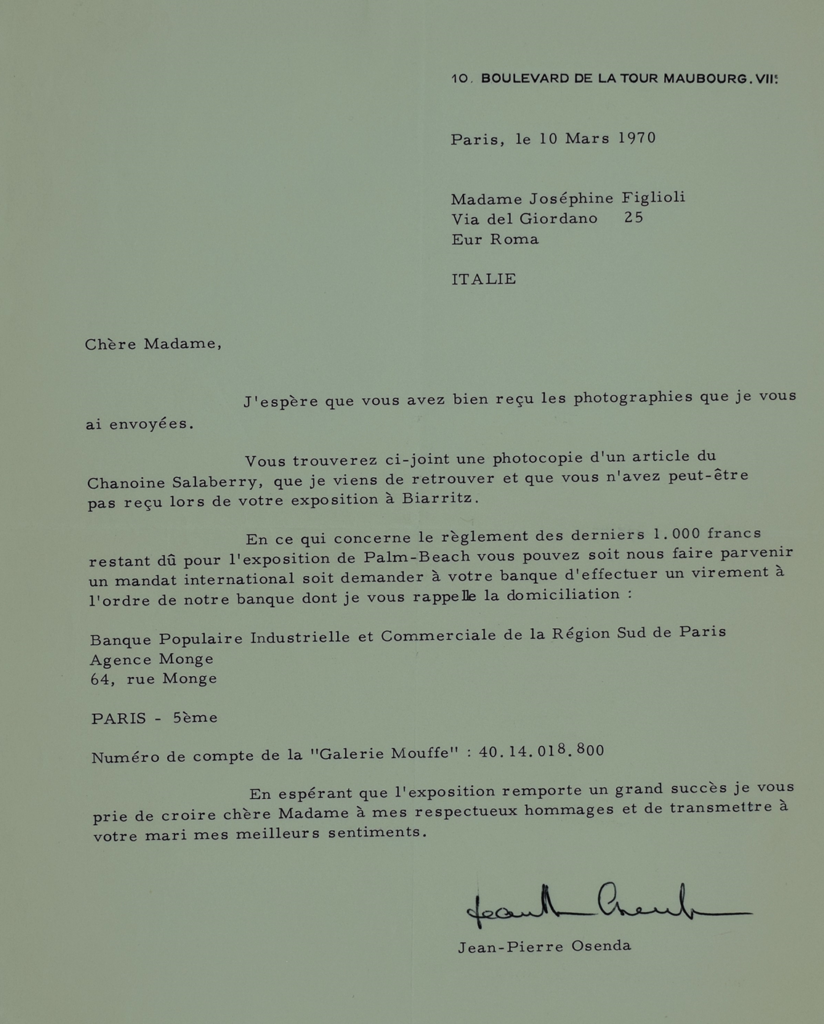 10. BOULEVARD DE LA TOUR MAUBOURG. VIIe
Paris, le 10 Mars 1970
Madame Joséphine Figlioli
Via del Giordano 25
Eur Roma
ITALIE
Chère Madame,
J'espère que vous avez bien reçu les photographies que je vous
ai envoyées.
Vous trouverez ci-joint une photocopie d'un article du
Chanoine Salaberry, que je viens de retrouver et que vous n'avez peut-être
pas reçu lors de votre exposition à Biarritz.
En ce qui concerne le règlement des derniers 1.000 francs
restant dû pour l'exposition de Palm-Beach vous pouvez soit nous faire parvenir
un mandat international soit demander à votre banque d'effectuer un virement à
l'ordre de notre banque dont je vous rappelle la domiciliation :
Banque Populaire Industrielle et Commerciale de la Région Sud de Paris
Agence Monge
64, rue Monge
PARIS - 5ème
Numéro de compte de la "Galerie Mouffe" : 40.14.018.800
En espérant que l'exposition remporte un grand succès je vous
prie de croire chère Madame à mes respectueux hommages et de transmettre à
votre mari mes meilleurs sentiments.
Jean-Pierre Osenda